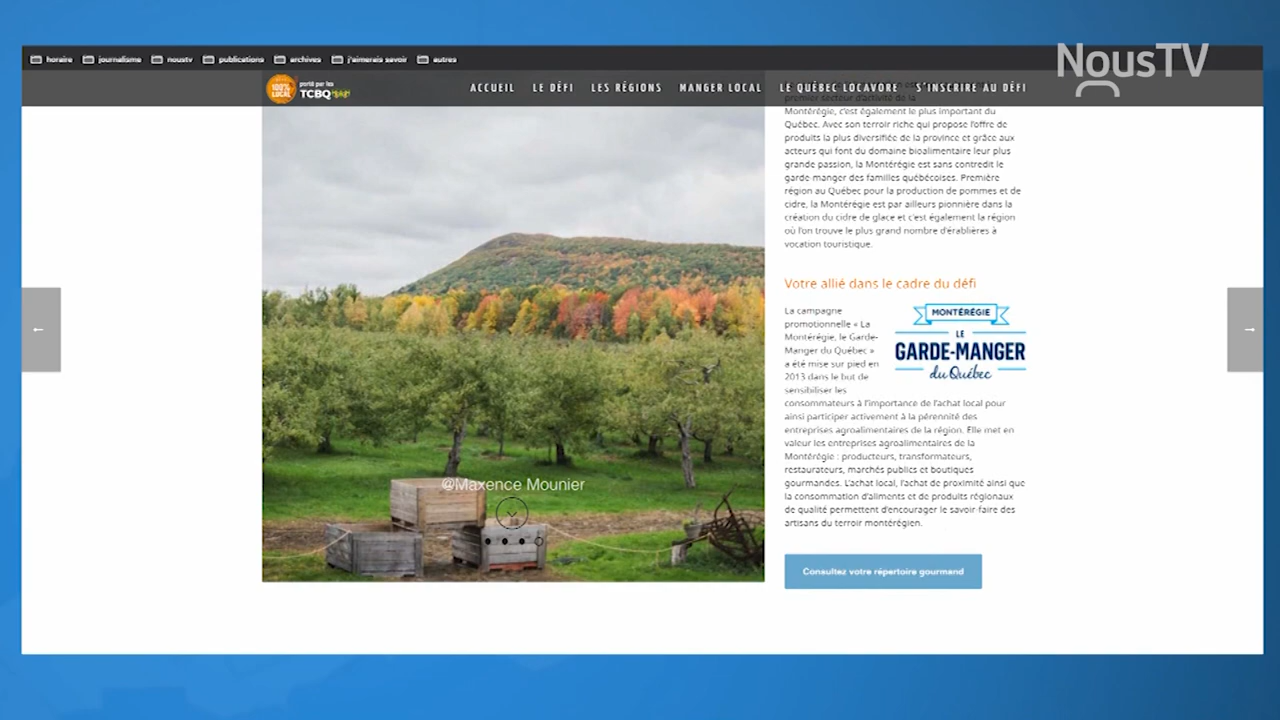 NousTV
horaire journalisme noustv publications archives j'aimerais savoir autres
100% LOCAL porté par les TCBQ
ACCUEIL LE DÉFI LES RÉGIONS MANGER LOCAL LE QUÉBEC LOCAVORE S'INSCRIRE AU DÉFI
premier secteur d'activité de la
Montérégie, c'est également le plus important du
Québec. Avec son terroir riche qui propose l'offre de
produits la plus diversifiée de la province et grâce aux
acteurs qui font du domaine bioalimentaire leur plus
grande passion, la Montérégie est sans contredit le
garde-manger des familles québécoises. Première
région au Québec pour la production de pommes et de
cidre, la Montérégie est par ailleurs pionnière dans la
création du cidre de glace et c'est également la région
où l'on trouve le plus grand nombre d'érablières à
vocation touristique.
Votre allié dans le cadre du défi
La campagne
promotionnelle « La
Montérégie, le Garde-
Manger du Québec »
a été mise sur pied en
2013 dans le but de
sensibiliser les
consommateurs à l'importance de l'achat local pour
ainsi participer activement à la pérennité des
entreprises agroalimentaires de la région. Elle met en
valeur les entreprises agroalimentaires de la
Montérégie : producteurs, transformateurs,
restaurateurs, marchés publics et boutiques
gourmandes. L'achat local, l'achat de proximité ainsi que
la consommation d'aliments et de produits régionaux
de qualité permettent d'encourager le savoir-faire des
artisans du terroir montérégien.
MONTÉRÉGIE
LE
GARDE-MANGER
du Québec
@Maxence Mounier
Consultez votre répertoire gourmand